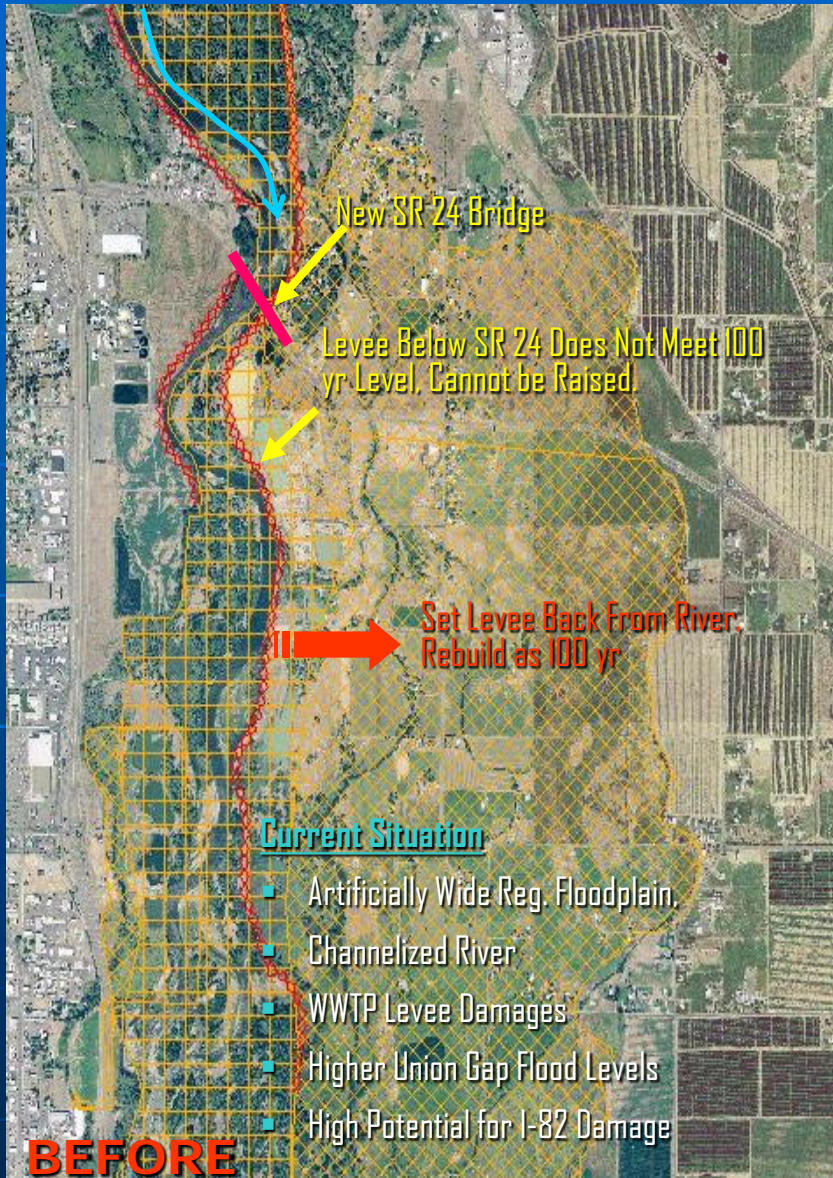 New SR 24 Bridge
Levee Below SR 24 Does Not Meet 100
yr Level, Cannot be Raised.
Set Levee Back From River,
Rebuild as 100 yr
Current Situation
Artificially Wide Reg. Floodplain,
Channelized River
WWTP Levee Damages
Higher Union Gap Flood Levels
High Potential for I-82 Damage
BEFORE